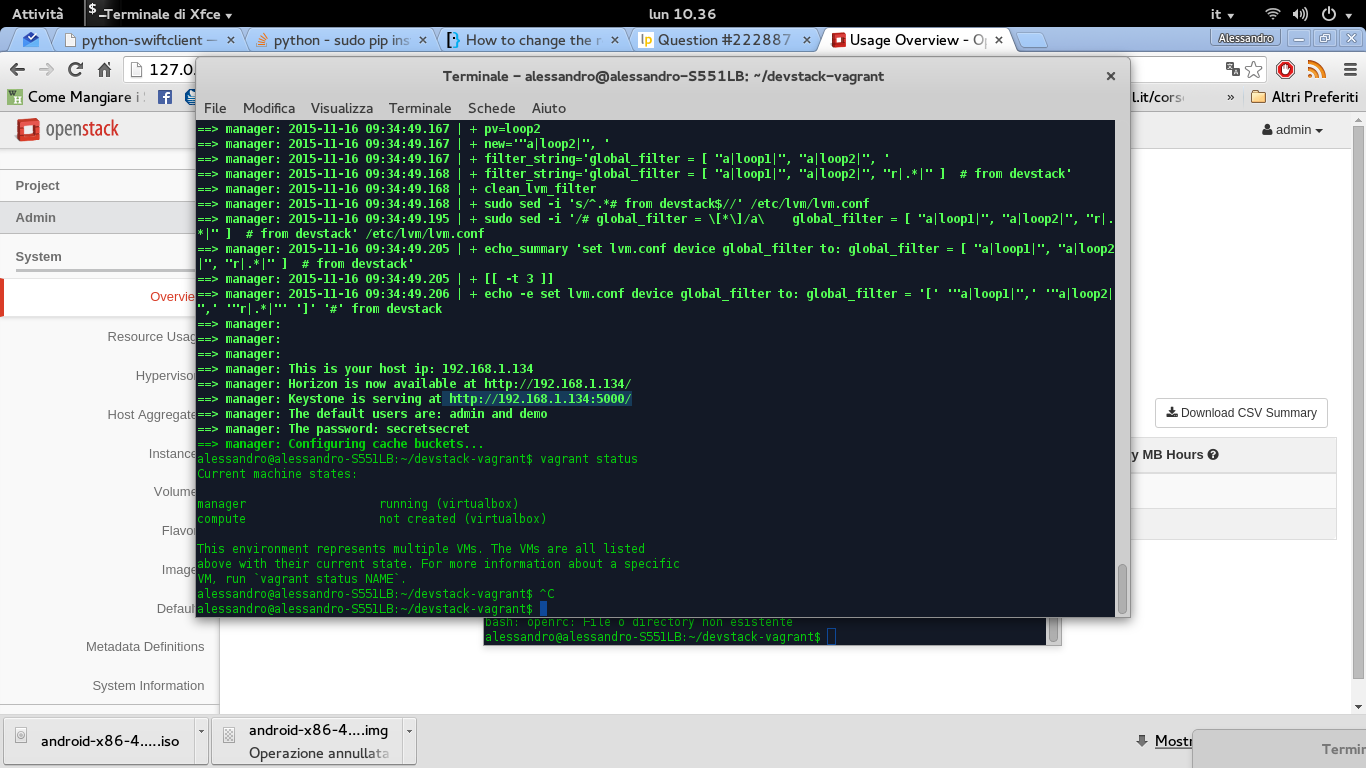 Attività
Terminale di Xfce
lun 10.36
it
python-swiftclient —
python - sudo pip ins
How to change the r
Question #222887
Usage Overview - Op
Alessandro
127.0.
Come Mangiare i
l.it/corsi
»
Altri Preferiti
openstack
admin
Project
Admin
System
Overvie
Resource Usag
Hypervisor
Host Aggregate
Instance
Volume
Flavor
Image
Default
Metadata Definitions
System Information
Download CSV Summary
y MB Hours
Terminale – alessandro@alessandro-S551LB: ~/devstack-vagrant
File Modifica Visualizza Terminale Schede Aiuto
==> manager: 2015-11-16 09:34:49.167 | + pv=loop2
==> manager: 2015-11-16 09:34:49.167 | + new='"a|loop2|", '
==> manager: 2015-11-16 09:34:49.167 | + filter_string='global_filter = [ "a|loop1|", "a|loop2|", '
==> manager: 2015-11-16 09:34:49.168 | + filter_string='global_filter = [ "a|loop1|", "a|loop2|", "r|.*|" ]  # from devstack'
==> manager: 2015-11-16 09:34:49.168 | + clean_lvm_filter
==> manager: 2015-11-16 09:34:49.168 | + sudo sed -i 's/^.*# from devstack$//' /etc/lvm/lvm.conf
==> manager: 2015-11-16 09:34:49.195 | + sudo sed -i '/# global_filter = \[*\]/a\    global_filter = [ "a|loop1|", "a|loop2|", "r|.
*|" ]  # from devstack' /etc/lvm/lvm.conf
==> manager: 2015-11-16 09:34:49.205 | + echo_summary 'set lvm.conf device global_filter to: global_filter = [ "a|loop1|", "a|loop2
|", "r|.*|" ]  # from devstack'
==> manager: 2015-11-16 09:34:49.205 | + [[ -t 3 ]]
==> manager: 2015-11-16 09:34:49.206 | + echo -e set lvm.conf device global_filter to: global_filter = '[' '"a|loop1|",' '"a|loop2|
",' '"r|.*|"' ']' '#' from devstack
==> manager:
==> manager:
==> manager:
==> manager: This is your host ip: 192.168.1.134
==> manager: Horizon is now available at http://192.168.1.134/
==> manager: Keystone is serving at http://192.168.1.134:5000/
==> manager: The default users are: admin and demo
==> manager: The password: secretsecret
==> manager: Configuring cache buckets...
alessandro@alessandro-S551LB:~/devstack-vagrant$ vagrant status
Current machine states:
manager                   running (virtualbox)
compute                   not created (virtualbox)
This environment represents multiple VMs. The VMs are all listed
above with their current state. For more information about a specific
VM, run `vagrant status NAME`.
alessandro@alessandro-S551LB:~/devstack-vagrant$ ^C
alessandro@alessandro-S551LB:~/devstack-vagrant$
bash: openrc: File o directory non esistente
alessandro@alessandro-S551LB:~/devstack-vagrant$
android-x86-4.....iso
android-x86-4....img
Operazione annullata
Mostr
Termin